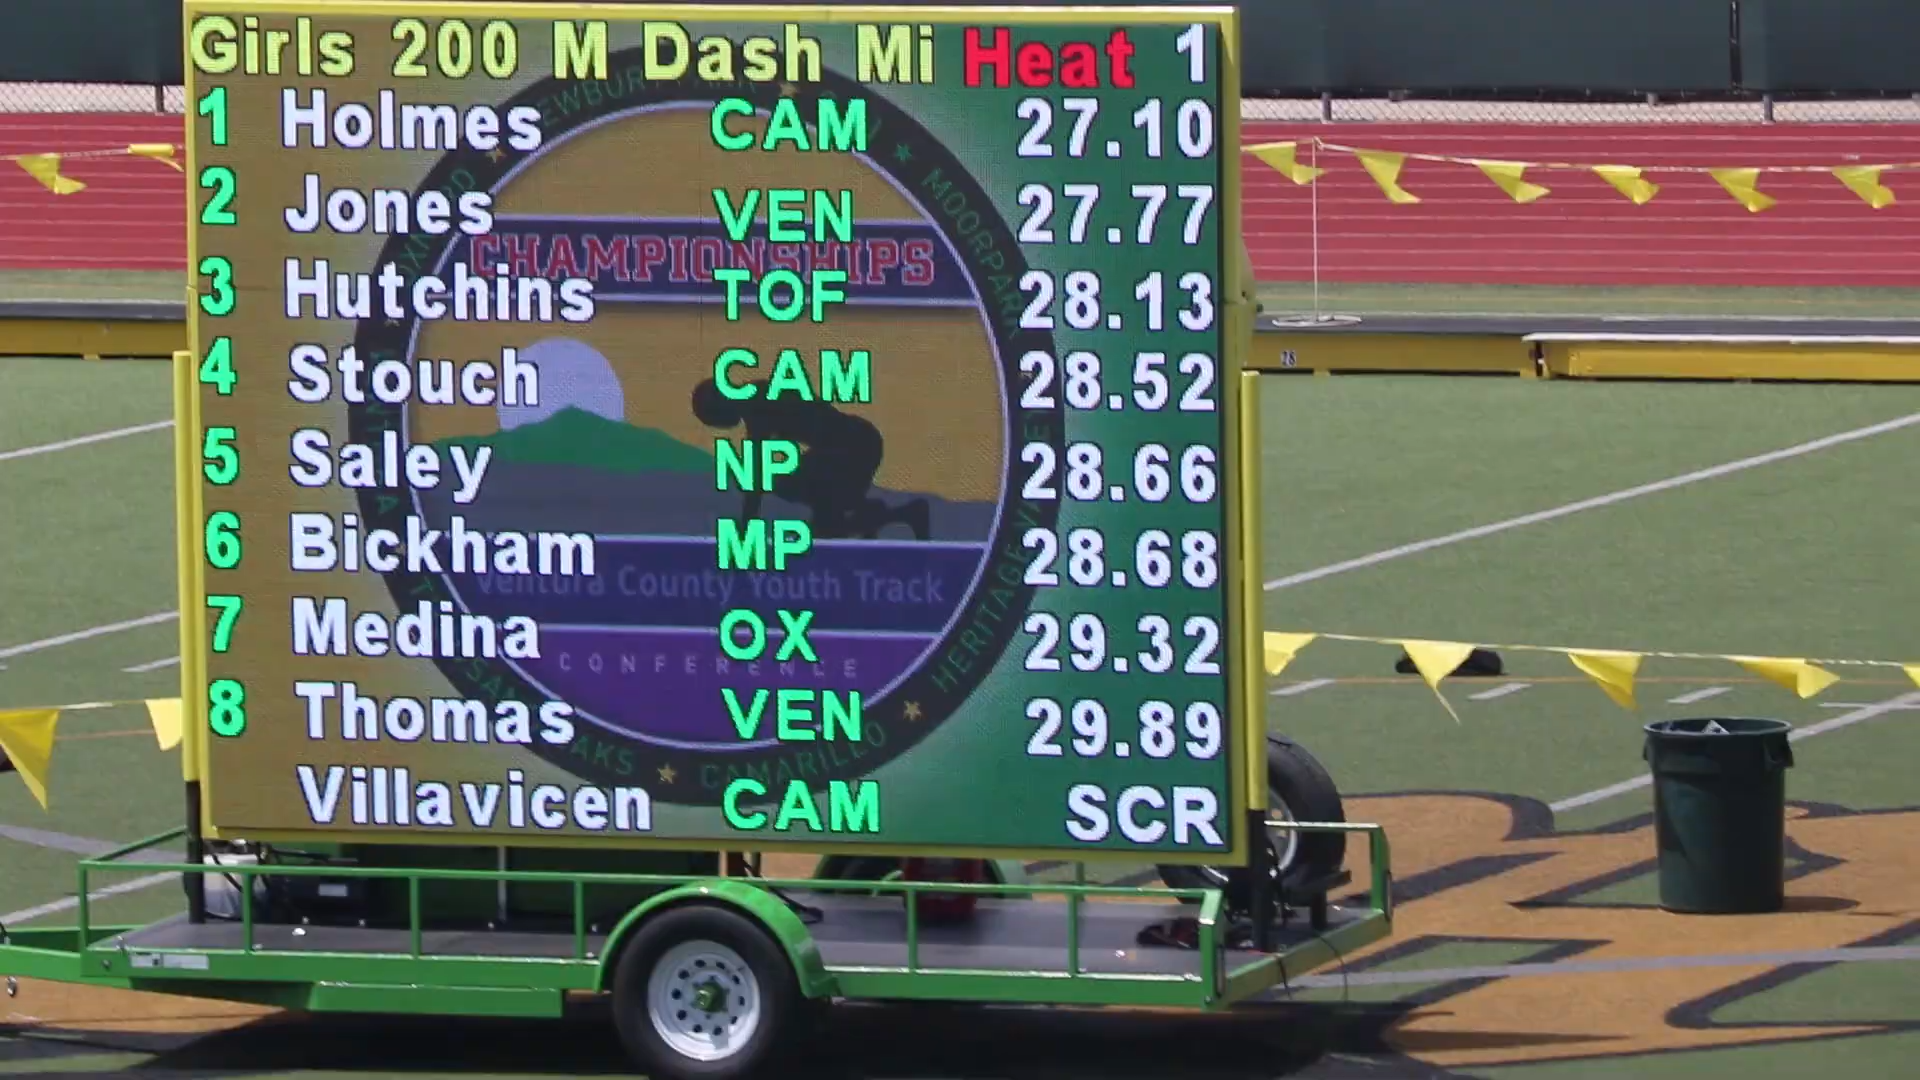 Girls 200 M Dash Mi Heat 1
1 Holmes CAM 27.10
2 Jones VEN 27.77
3 Hutchins TOF 28.13
4 Stouch CAM 28.52
5 Saley NP 28.66
6 Bickham MP 28.68
7 Medina OX 29.32
8 Thomas VEN 29.89
Villavicen CAM SCR
CHAMPIONSHIPS
Ventura County Youth Track
CONFERENCE
MOORPARK
HERITAGE
CAMARILLO
28